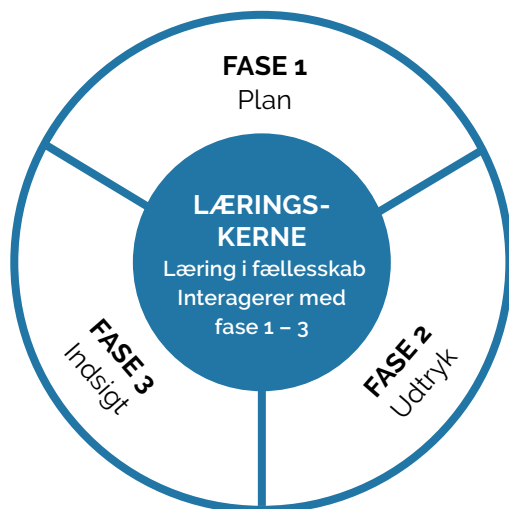 FASE 1
Plan
LÆRINGS-
KERNE
Læring i fællesskab
Interagerer med
fase 1 – 3
FASE 2
Udtryk
FASE 3
Indsigt